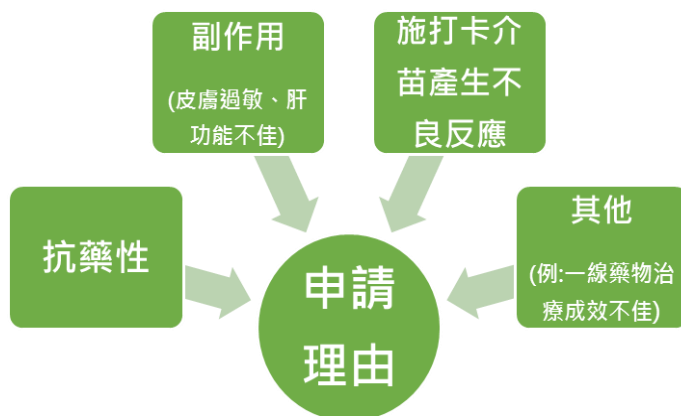 副作用
(皮膚過敏、肝
功能不佳)
施打卡介
苗產生不
良反應
抗藥性
其他
(例:一線藥物治
療成效不佳)
申請
理由